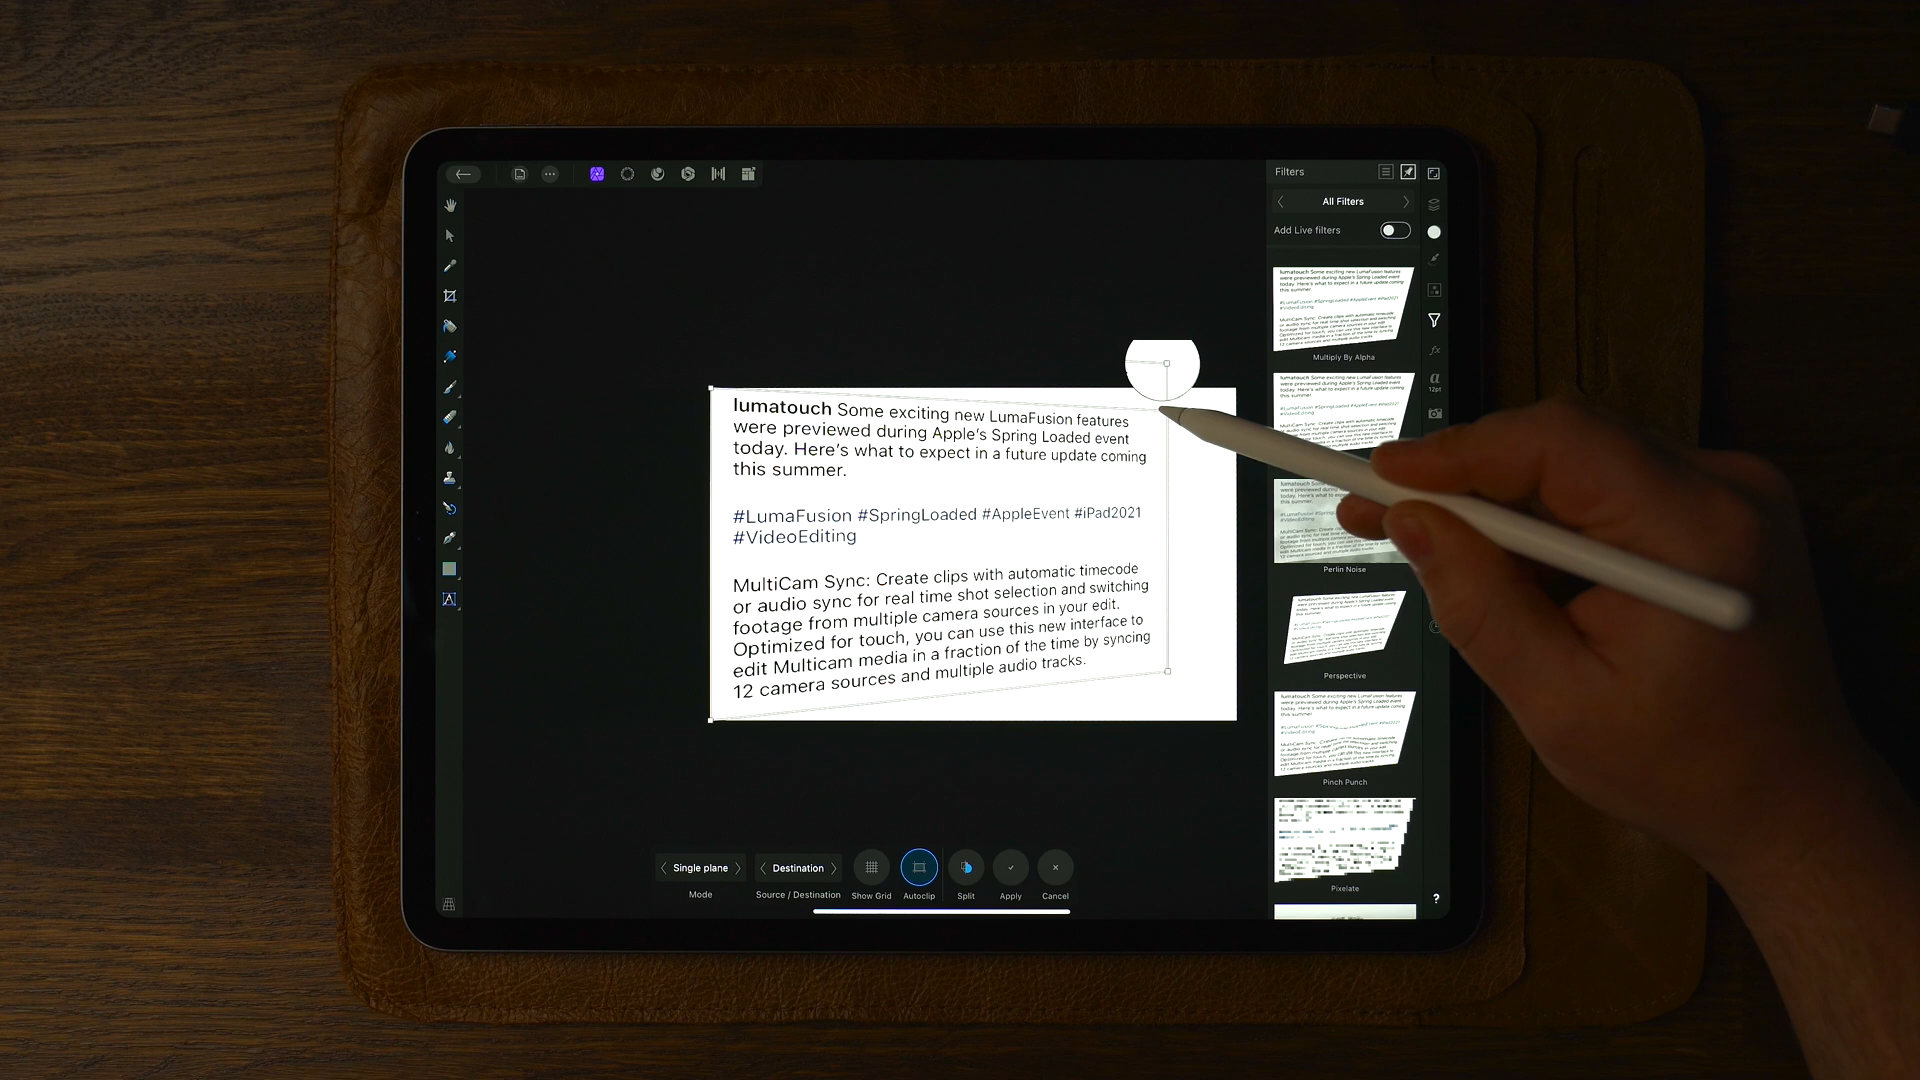 Filters
All Filters
Add Live filters
Multiply By Alpha
lumatouch Some exciting new LumaFusion features
were previewed during Apple's Spring Loaded event
today. Here's what to expect in a future update coming
this summer.
#LumaFusion #SpringLoaded #AppleEvent #iPad2021
#VideoEditing
MultiCam Sync: Create clips with automatic timecode
or audio sync for real time shot selection and switching
footage from multiple camera sources in your edit.
Optimized for touch, you can use this new interface to
edit Multicam media in a fraction of the time by syncing
12 camera sources and multiple audio tracks.
fx
a
12pt
Perlin Noise
Perspective
Pinch Punch
Pixelate
Single plane
Destination
Mode
Source / Destination
Show Grid
Autoclip
Split
Apply
Cancel
A
?